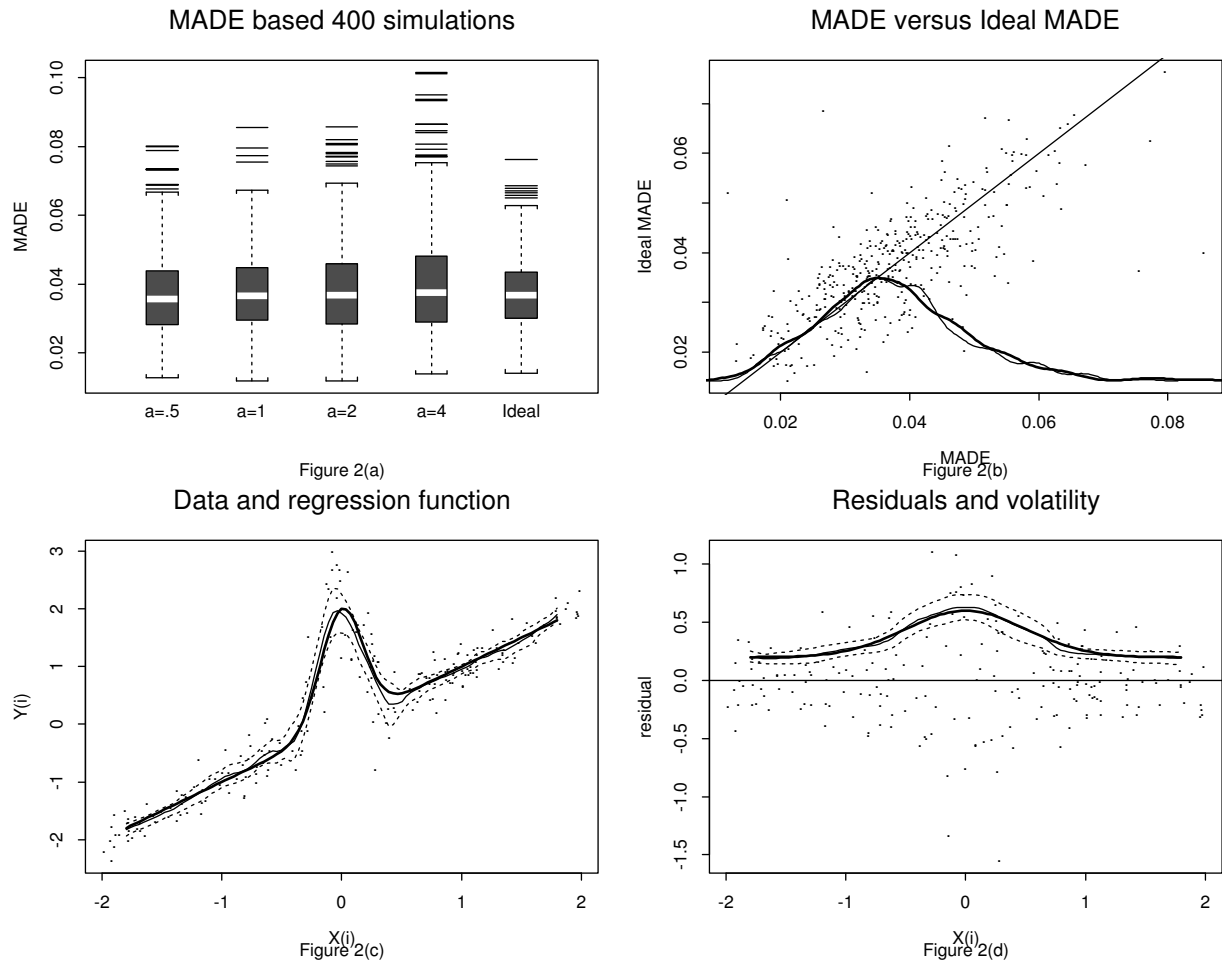 MADE based 400 simulations
MADE
0.02 0.04 0.06 0.08 0.10
a=.5 a=1 a=2 a=4 Ideal
Figure 2(a)
MADE versus Ideal MADE
Ideal MADE
0.02 0.04 0.06
0.02 0.04 0.06 0.08
MADE
Figure 2(b)
Data and regression function
Y(i)
-2 -1 0 1 2 3
-2 -1 0 1 2
X(i)
Figure 2(c)
Residuals and volatility
residual
-1.5 -1.0 -0.5 0.0 0.5 1.0
-2 -1 0 1 2
X(i)
Figure 2(d)